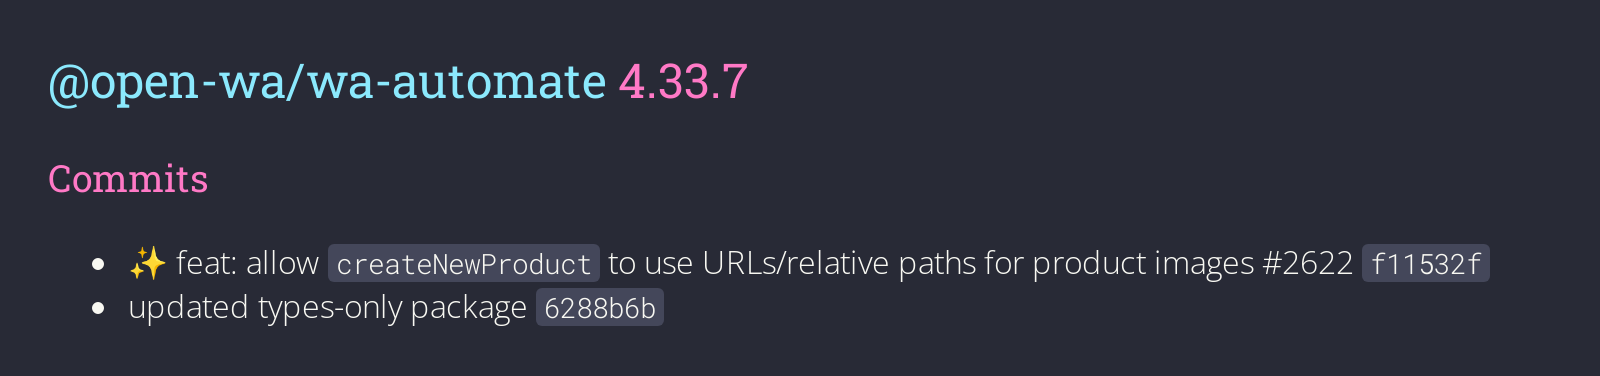 @open-wa/wa-automate 4.33.7
Commits
✨ feat: allow createNewProduct to use URLs/relative paths for product images #2622 f11532f
updated types-only package 6288b6b